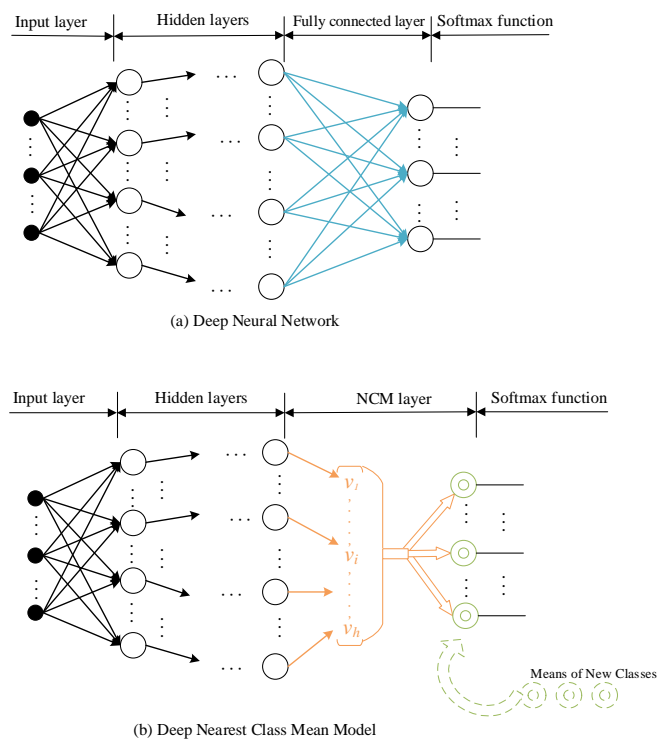 Input layer Hidden layers Fully connected layer Softmax function
(a) Deep Neural Network
Input layer Hidden layers NCM layer Softmax function
v₁
vᵢ
vₕ
Means of New Classes
(b) Deep Nearest Class Mean Model